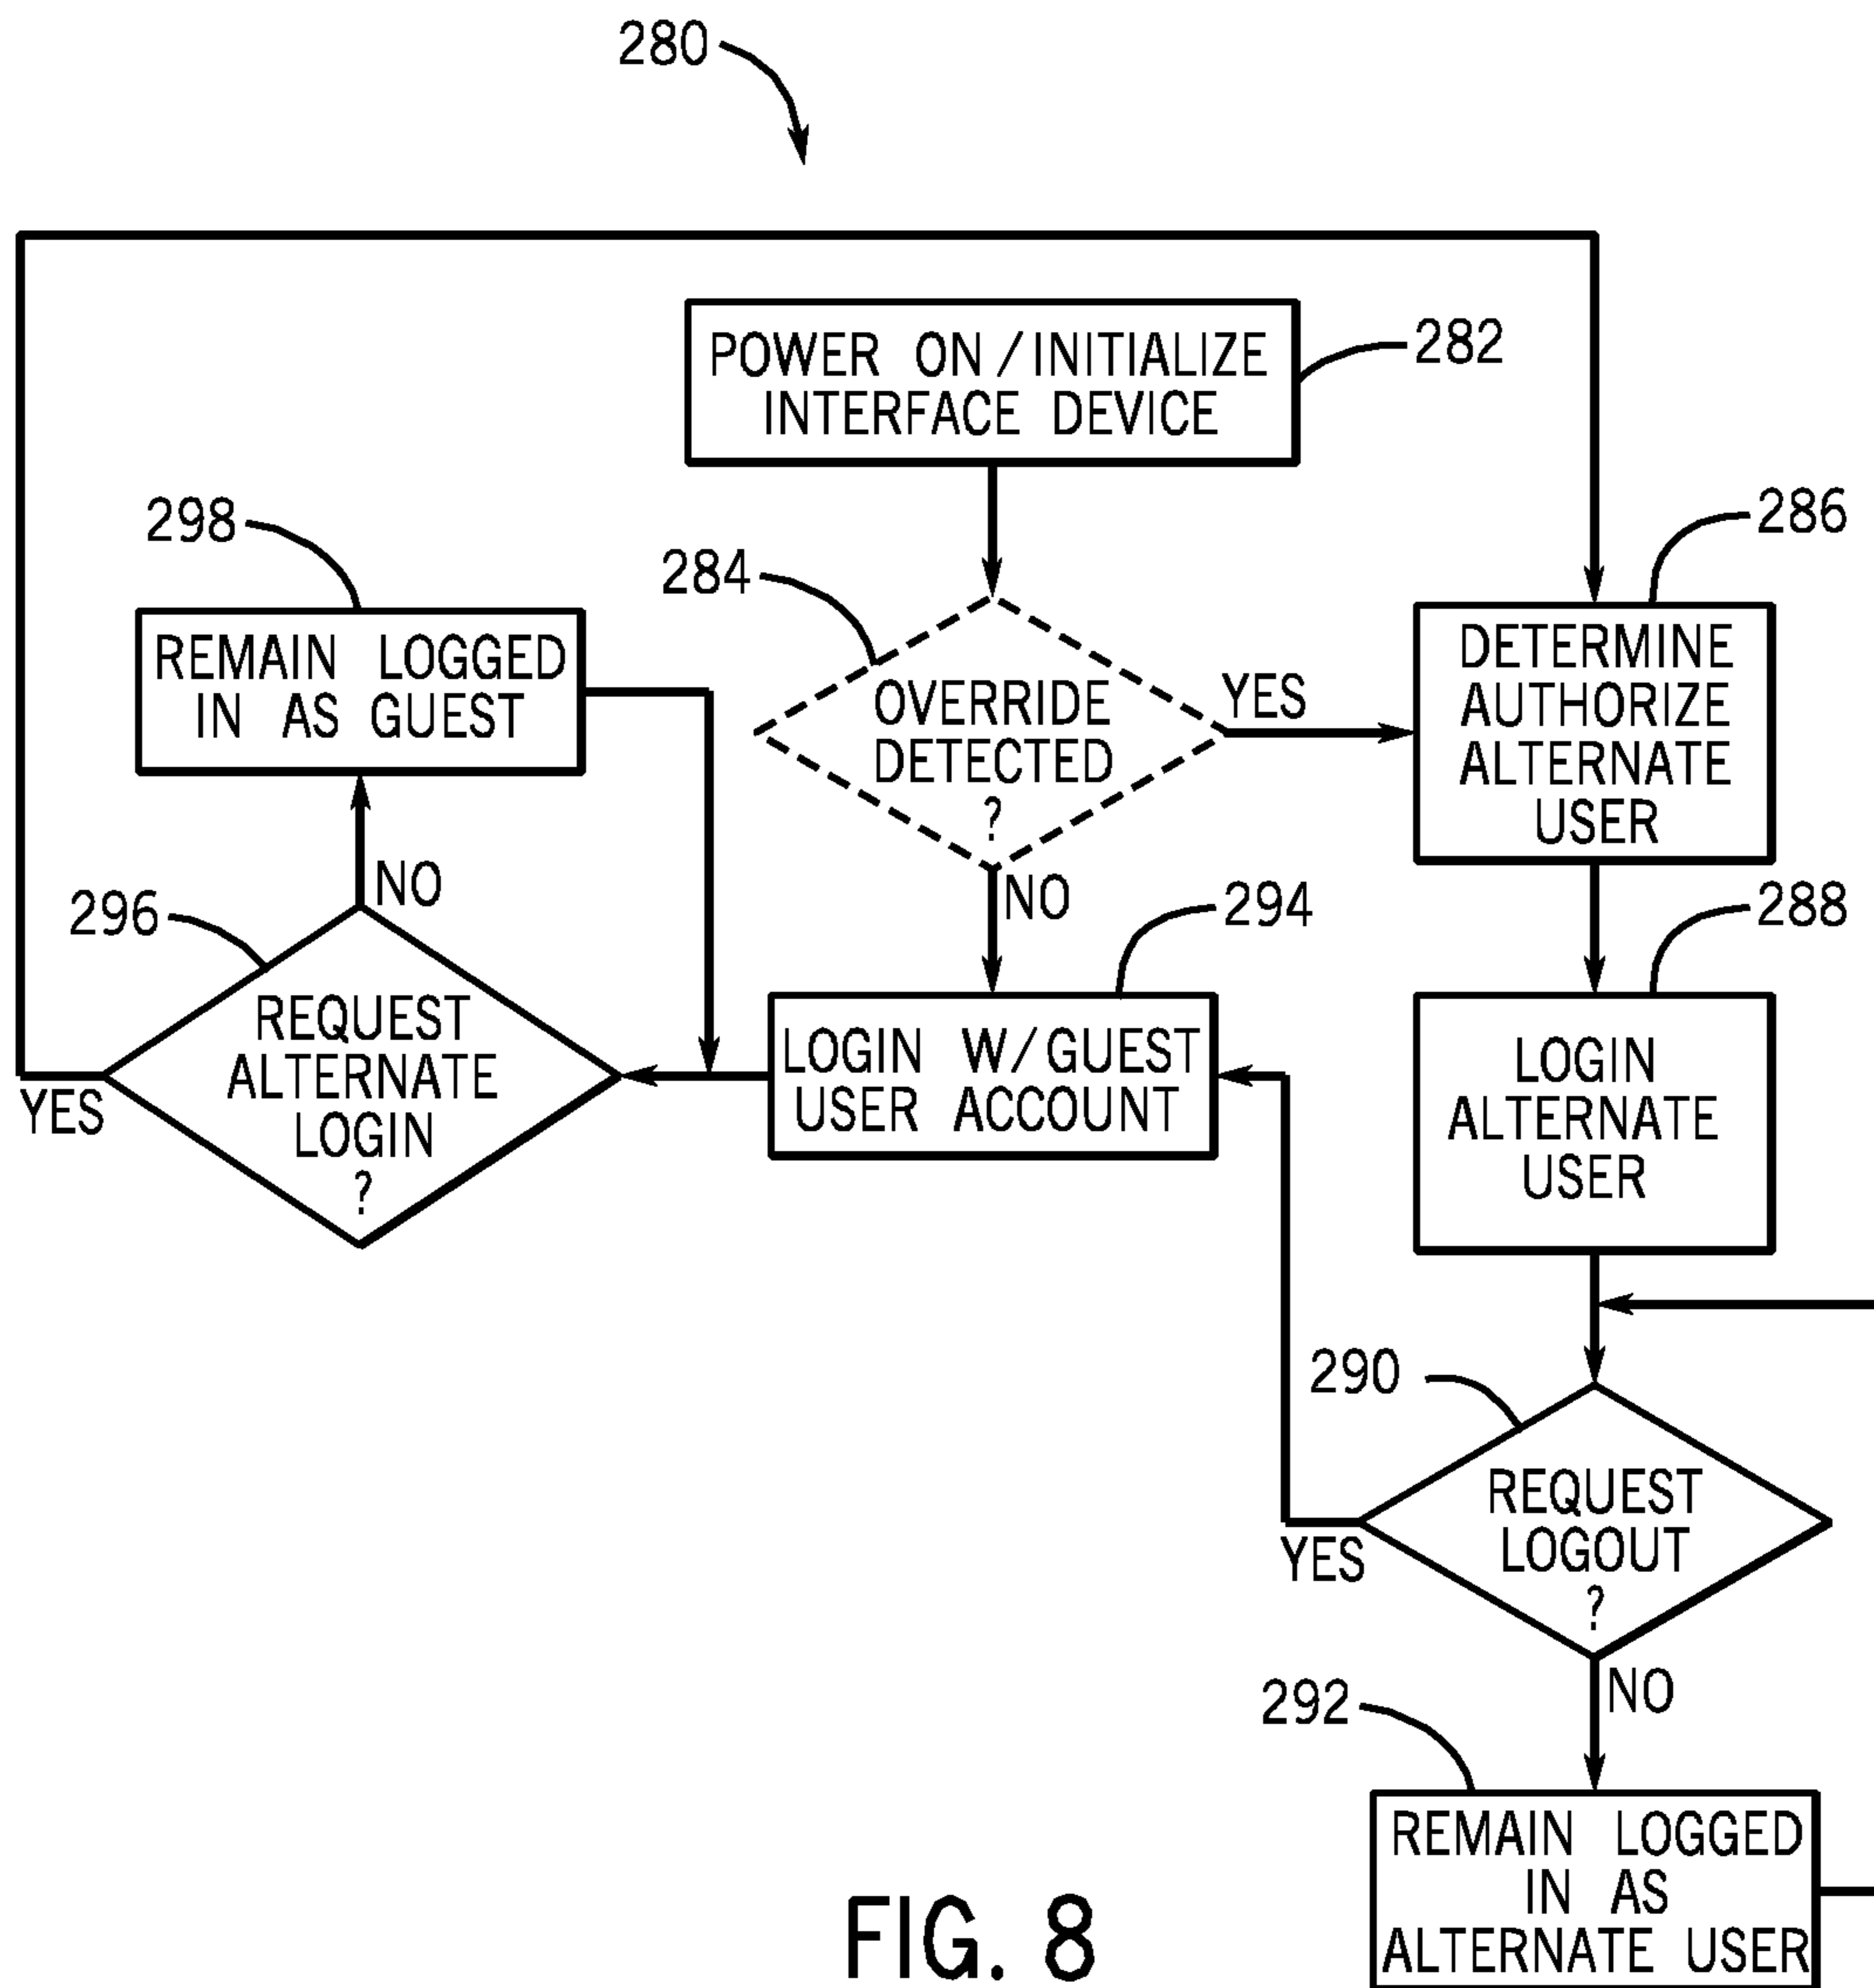 280
POWER ON/INITIALIZE
INTERFACE DEVICE
282
298
REMAIN LOGGED
IN AS GUEST
284
OVERRIDE
DETECTED
?
YES
NO
286
DETERMINE
AUTHORIZE
ALTERNATE
USER
296
NO
REQUEST
ALTERNATE
LOGIN
?
YES
294
LOGIN W/GUEST
USER ACCOUNT
288
LOGIN
ALTERNATE
USER
290
REQUEST
LOGOUT
?
YES
NO
292
REMAIN LOGGED
IN AS
ALTERNATE USER
FIG. 8